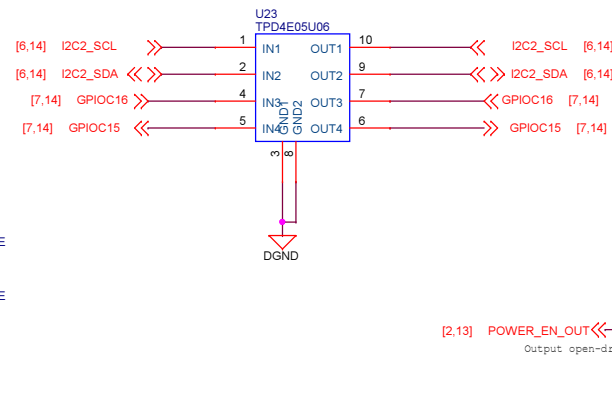 U23
TPD4E05U06
[6,14] I2C2_SCL 1 IN1 OUT1 10 I2C2_SCL [6,14]
[6,14] I2C2_SDA 2 IN2 OUT2 9 I2C2_SDA [6,14]
[7,14] GPIOC16 4 IN3 OUT3 7 GPIOC16 [7,14]
[7,14] GPIOC15 5 IN4 OUT4 6 GPIOC15 [7,14]
GND1
GND2
3
8
DGND
E
E
[2,13] POWER_EN_OUT
Output open-dr